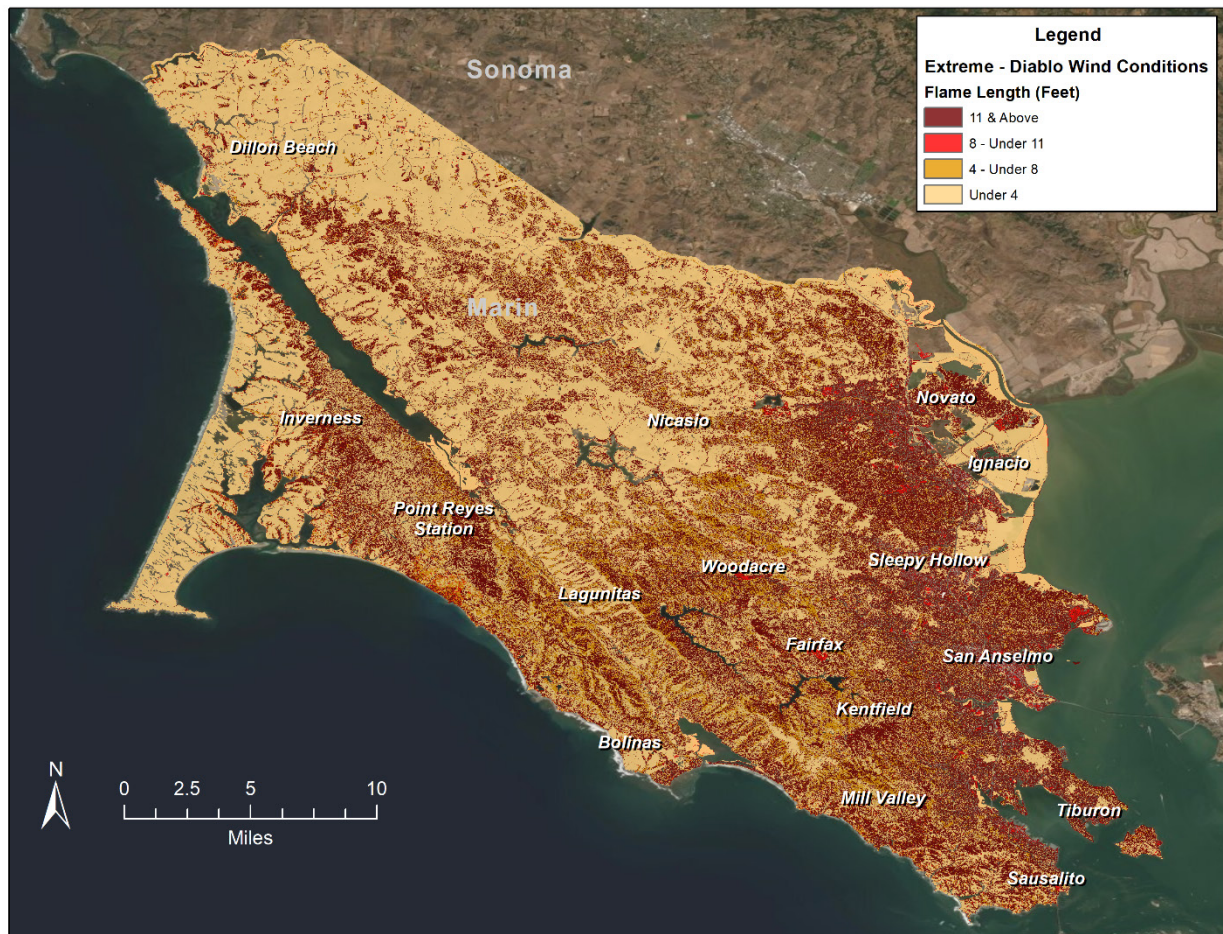 Legend
Extreme - Diablo Wind Conditions
Flame Length (Feet)
11 & Above
8 - Under 11
4 - Under 8
Under 4
Sonoma
Dillon Beach
Marin
Novato
Inverness
Nicasio
Ignacio
Point Reyes
Station
Sleepy Hollow
Woodacre
Lagunitas
Fairfax
San Anselmo
Kentfield
Bolinas
Mill Valley
Tiburon
Sausalito
N
0 2.5 5 10
Miles